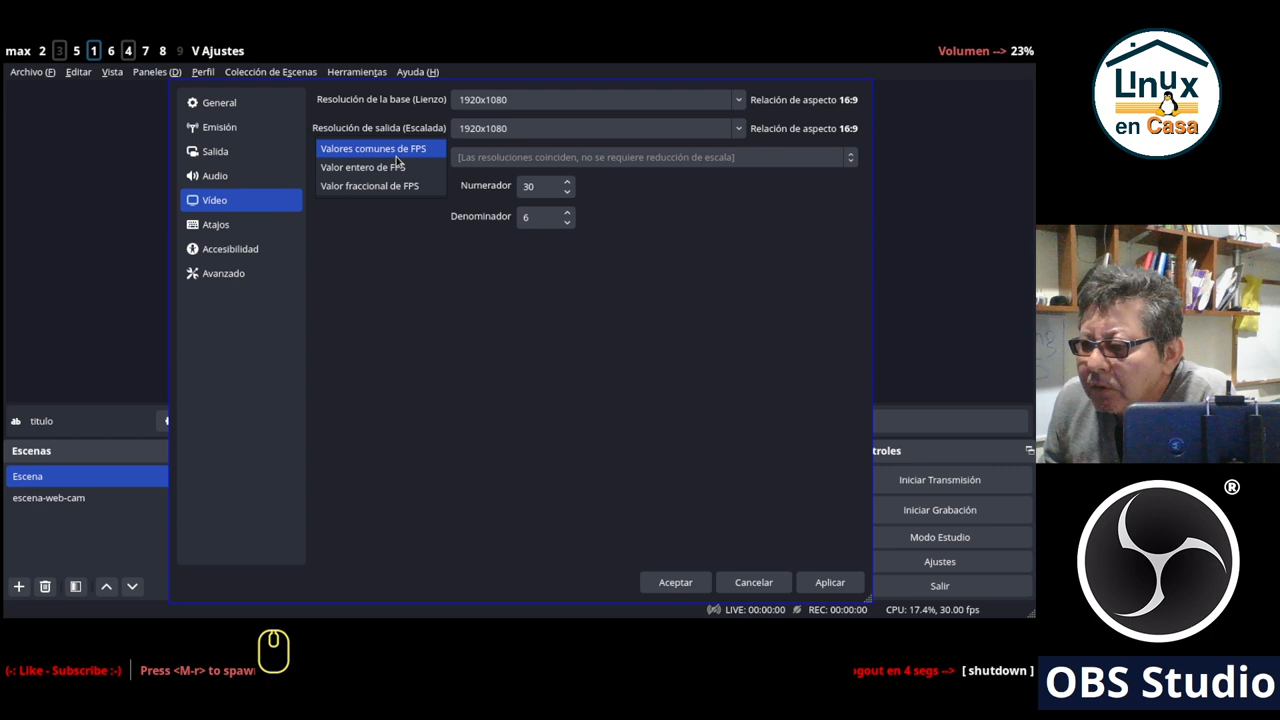 max 2 3 5 1 6 4 7 8 9 V Ajustes
Volumen --> 23%
Archivo (F) Editar Vista Paneles (D) Perfil Colección de Escenas Herramientas Ayuda (H)
General
Emisión
Salida
Audio
Vídeo
Atajos
Accesibilidad
Avanzado
Resolución de la base (Lienzo) 1920x1080 Relación de aspecto 16:9
Resolución de salida (Escalada) 1920x1080 Relación de aspecto 16:9
Valores comunes de FPS
[Las resoluciones coinciden, no se requiere reducción de escala]
Valor entero de FPS
Valor fraccional de FPS
Numerador 30
Denominador 6
ab titulo
Escenas
Escena
escena-web-cam
troles
Iniciar Transmisión
Iniciar Grabación
Modo Estudio
Ajustes
Salir
Aceptar Cancelar Aplicar
LIVE: 00:00:00 REC: 00:00:00 CPU: 17.4%, 30.00 fps
(-: Like - Subscribe :-) Press <M-r> to spaw
gout en 4 segs --> [ shutdown ]
LInux
en Casa
®
OBS Studio